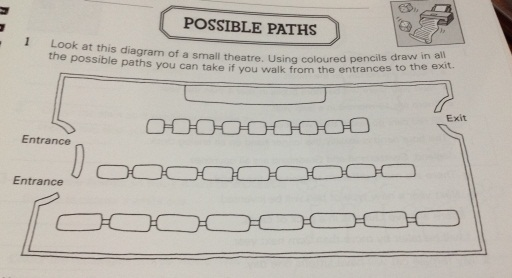 POSSIBLE PATHS
1 Look at this diagram of a small theatre. Using coloured pencils draw in all
the possible paths you can take if you walk from the entrances to the exit.
Exit
Entrance
Entrance